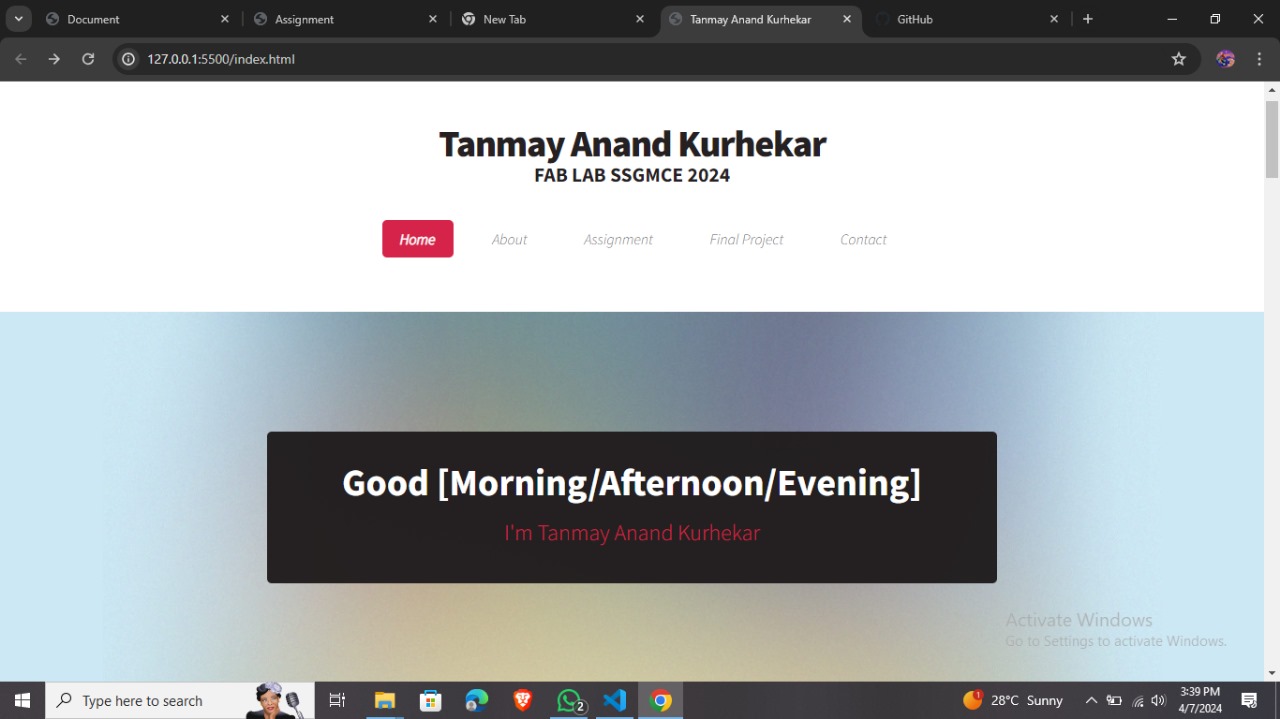 Document
Assignment
New Tab
Tanmay Anand Kurhekar
GitHub
127.0.0.1:5500/index.html
Tanmay Anand Kurhekar
FAB LAB SSGMCE 2024
Home About Assignment Final Project Contact
Good [Morning/Afternoon/Evening]
I'm Tanmay Anand Kurhekar
Activate Windows
Go to Settings to activate Windows.
Type here to search
2
1
28°C Sunny
3:39 PM
4/7/2024